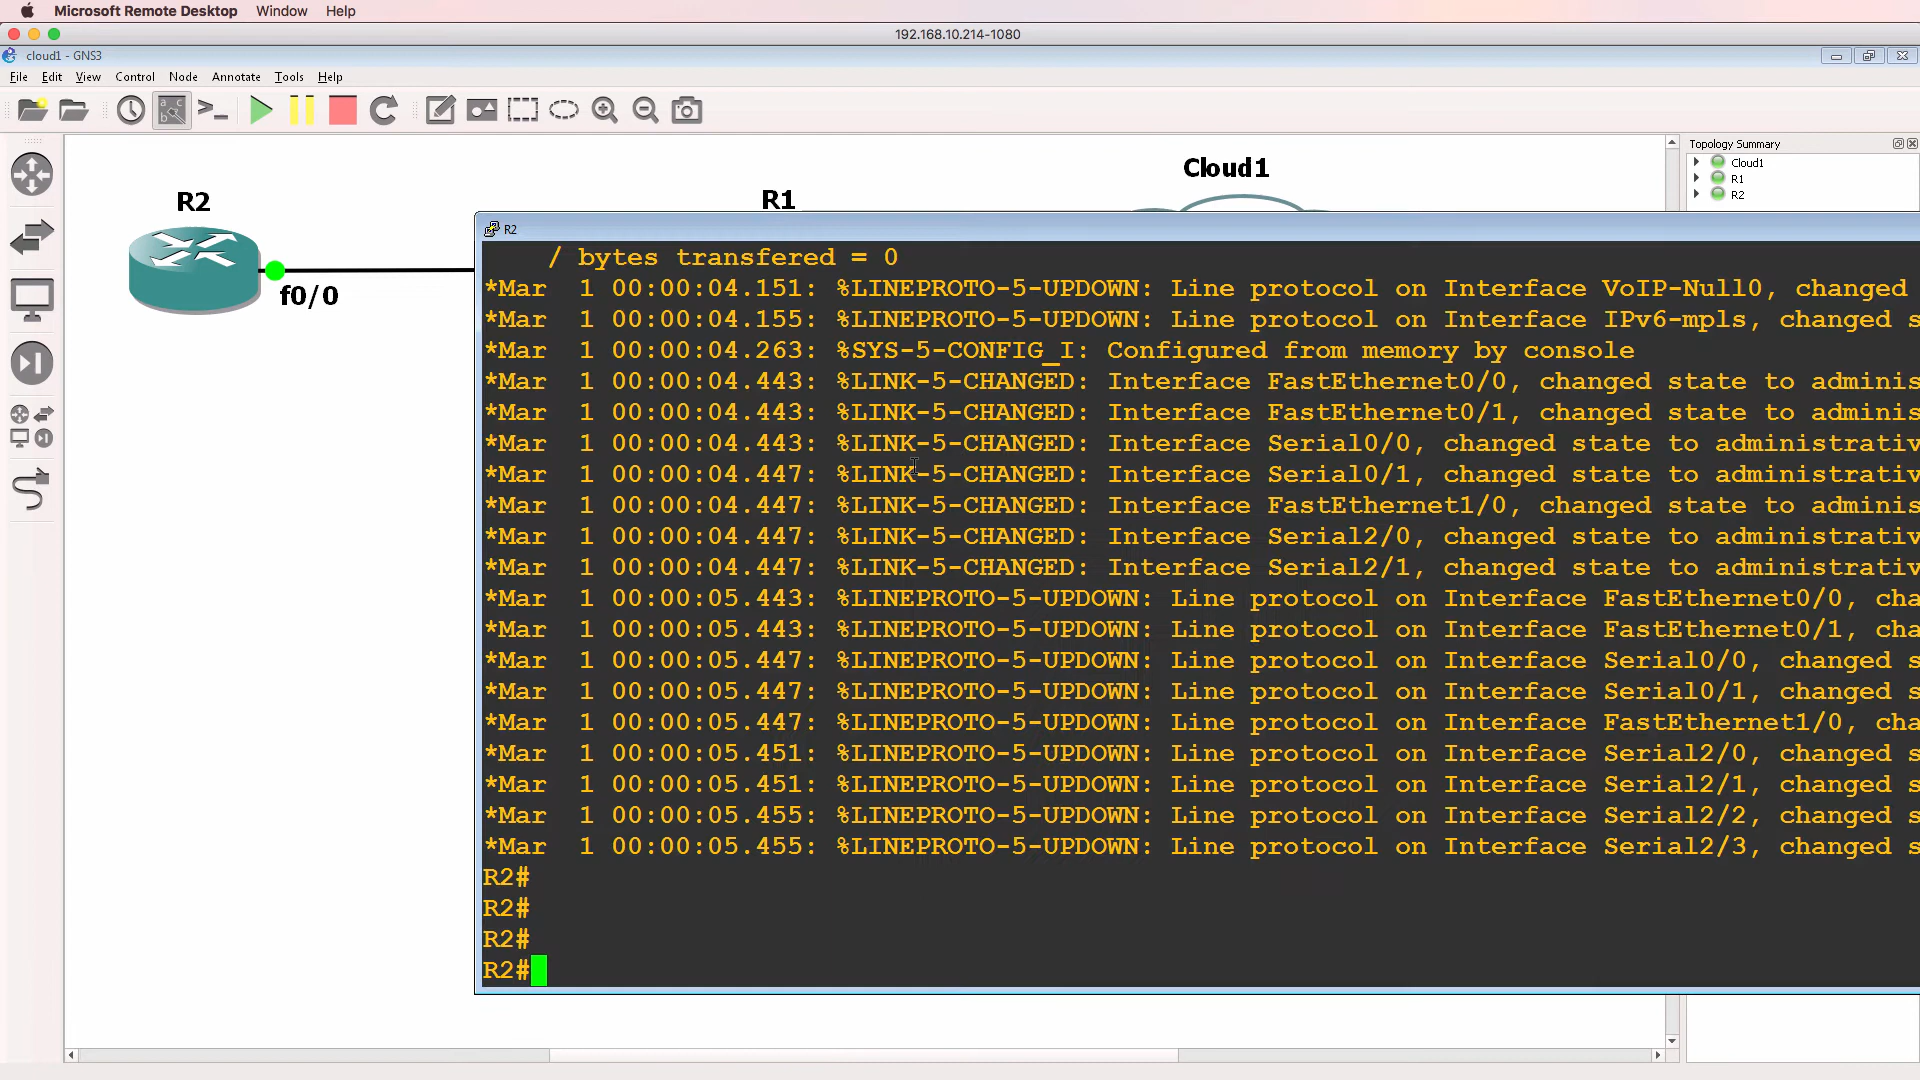 Microsoft Remote Desktop Window Help
192.168.10.214-1080
cloud1 - GNS3
File Edit View Control Node Annotate Tools Help
Topology Summary
Cloud1
R1
R2
R2
f0/0
R1
Cloud1
R2
/ bytes transfered = 0
*Mar  1 00:00:04.151: %LINEPROTO-5-UPDOWN: Line protocol on Interface VoIP-Null0, changed
*Mar  1 00:00:04.155: %LINEPROTO-5-UPDOWN: Line protocol on Interface IPv6-mpls, changed s
*Mar  1 00:00:04.263: %SYS-5-CONFIG_I: Configured from memory by console
*Mar  1 00:00:04.443: %LINK-5-CHANGED: Interface FastEthernet0/0, changed state to adminis
*Mar  1 00:00:04.443: %LINK-5-CHANGED: Interface FastEthernet0/1, changed state to adminis
*Mar  1 00:00:04.443: %LINK-5-CHANGED: Interface Serial0/0, changed state to administrativ
*Mar  1 00:00:04.447: %LINK-5-CHANGED: Interface Serial0/1, changed state to administrativ
*Mar  1 00:00:04.447: %LINK-5-CHANGED: Interface FastEthernet1/0, changed state to adminis
*Mar  1 00:00:04.447: %LINK-5-CHANGED: Interface Serial2/0, changed state to administrativ
*Mar  1 00:00:04.447: %LINK-5-CHANGED: Interface Serial2/1, changed state to administrativ
*Mar  1 00:00:05.443: %LINEPROTO-5-UPDOWN: Line protocol on Interface FastEthernet0/0, cha
*Mar  1 00:00:05.443: %LINEPROTO-5-UPDOWN: Line protocol on Interface FastEthernet0/1, cha
*Mar  1 00:00:05.447: %LINEPROTO-5-UPDOWN: Line protocol on Interface Serial0/0, changed s
*Mar  1 00:00:05.447: %LINEPROTO-5-UPDOWN: Line protocol on Interface Serial0/1, changed s
*Mar  1 00:00:05.447: %LINEPROTO-5-UPDOWN: Line protocol on Interface FastEthernet1/0, cha
*Mar  1 00:00:05.451: %LINEPROTO-5-UPDOWN: Line protocol on Interface Serial2/0, changed s
*Mar  1 00:00:05.451: %LINEPROTO-5-UPDOWN: Line protocol on Interface Serial2/1, changed s
*Mar  1 00:00:05.455: %LINEPROTO-5-UPDOWN: Line protocol on Interface Serial2/2, changed s
*Mar  1 00:00:05.455: %LINEPROTO-5-UPDOWN: Line protocol on Interface Serial2/3, changed s
R2#
R2#
R2#
R2#